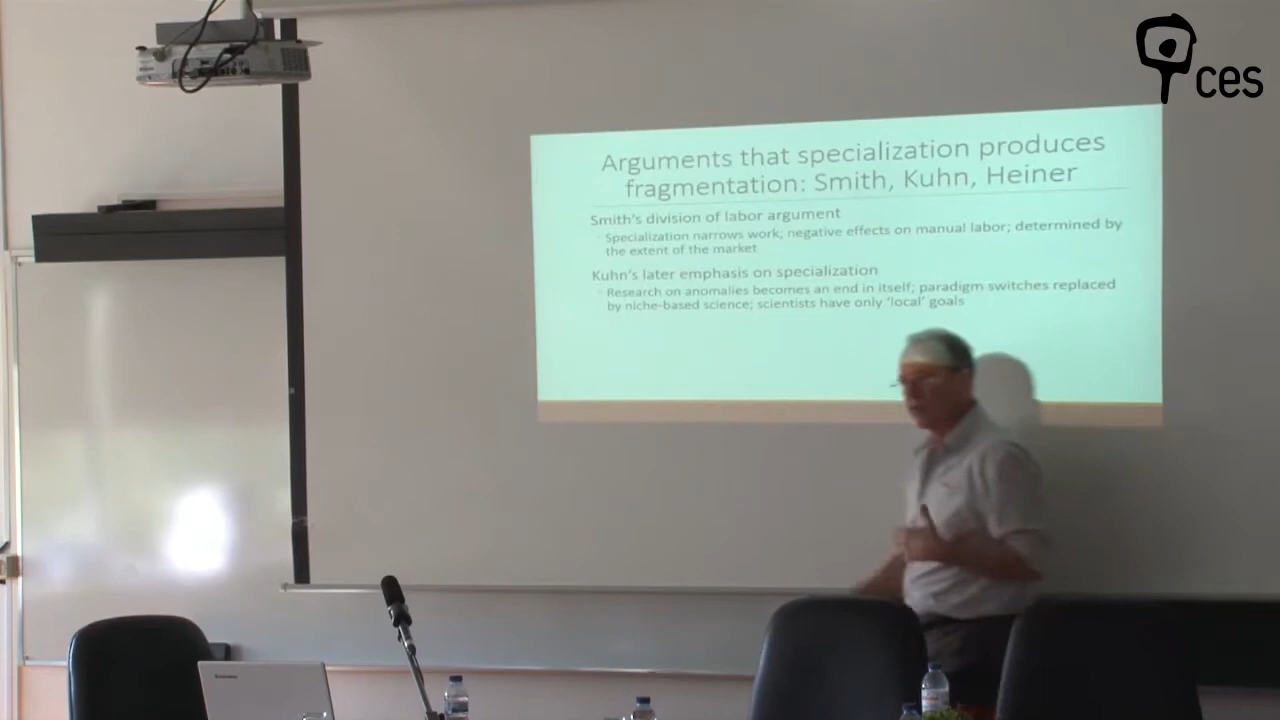 ces
Arguments that specialization produces
fragmentation: Smith, Kuhn, Heiner
Smith's division of labor argument
Specialization narrows work; negative effects on manual labor; determined by
the extent of the market
Kuhn's later emphasis on specialization
Research on anomalies becomes an end in itself; paradigm switches replaced
by niche-based science; scientists have only 'local' goals
Lenovo